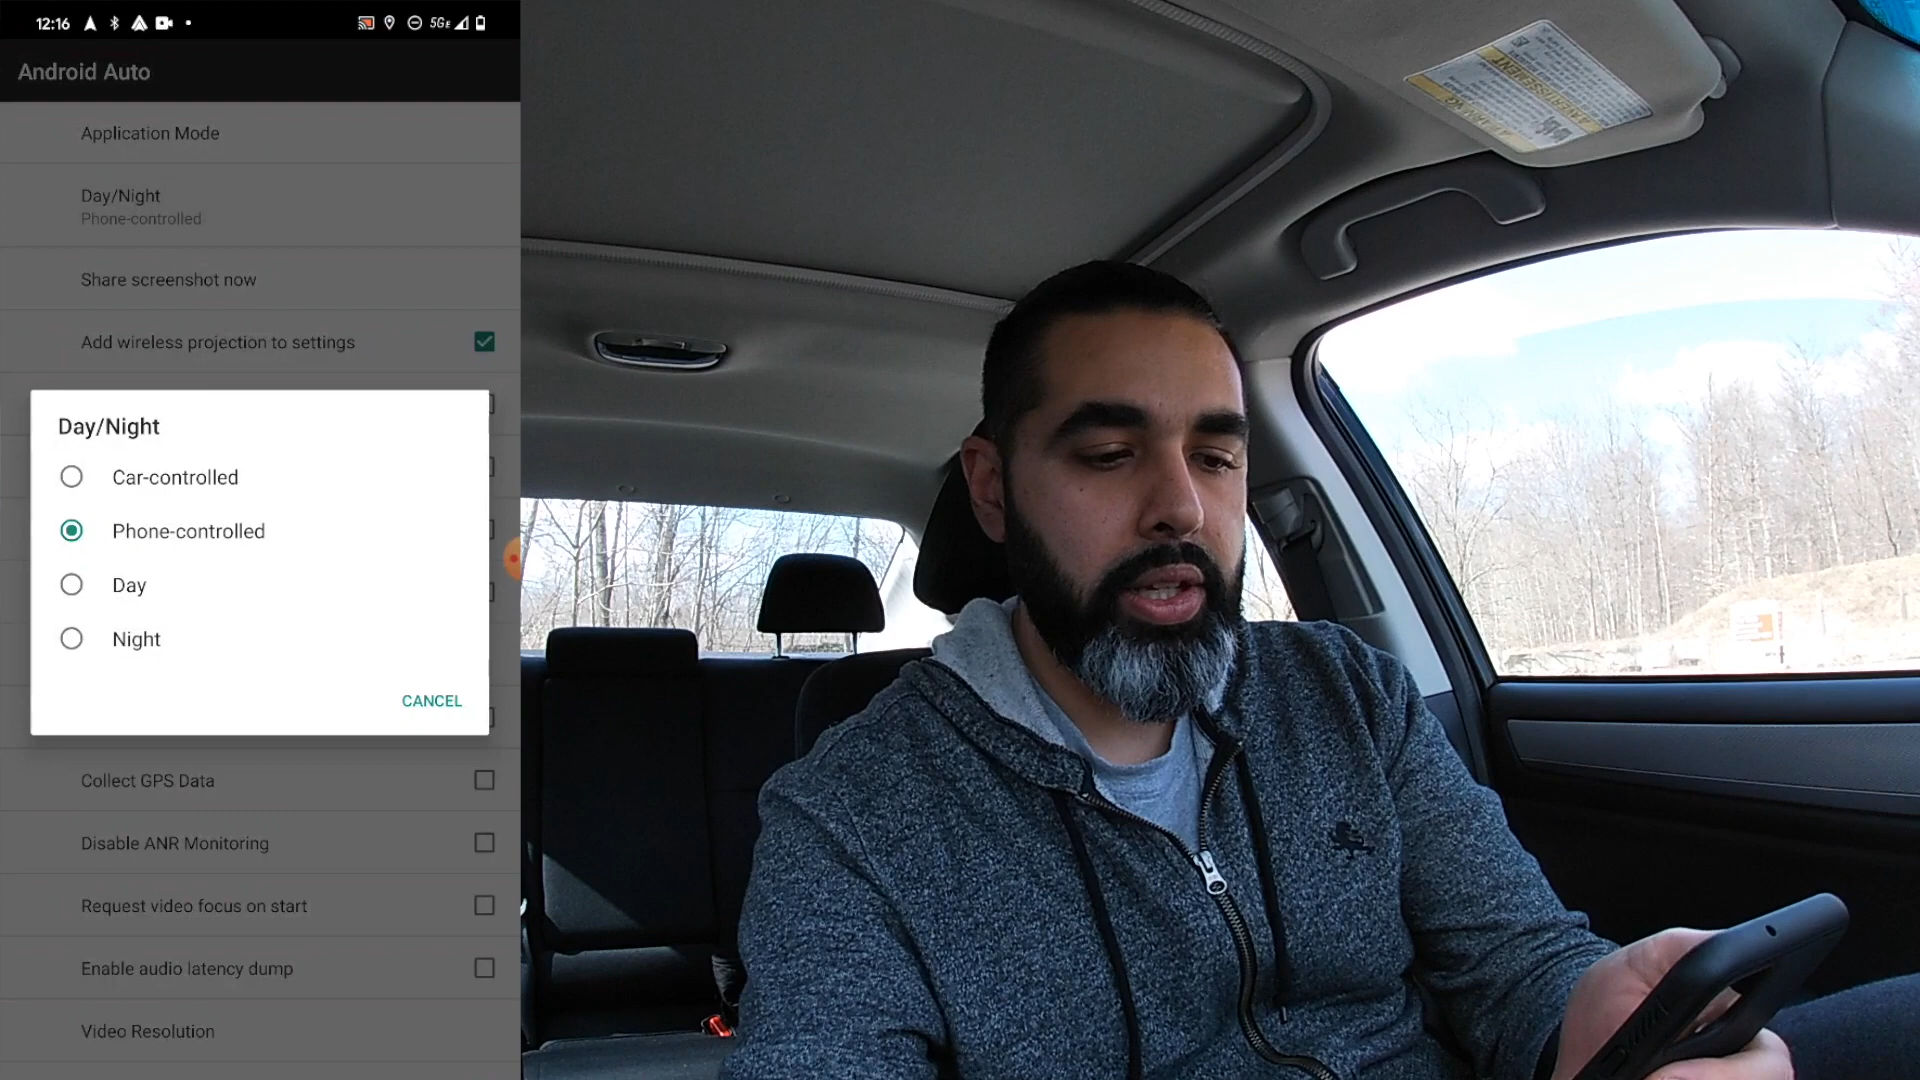 12:16
5GE
Android Auto
Application Mode
Day/Night
Phone-controlled
Share screenshot now
Add wireless projection to settings
Day/Night
Car-controlled
Phone-controlled
Day
Night
CANCEL
Collect GPS Data
Disable ANR Monitoring
Request video focus on start
Enable audio latency dump
Video Resolution
AVERTISSEMENT